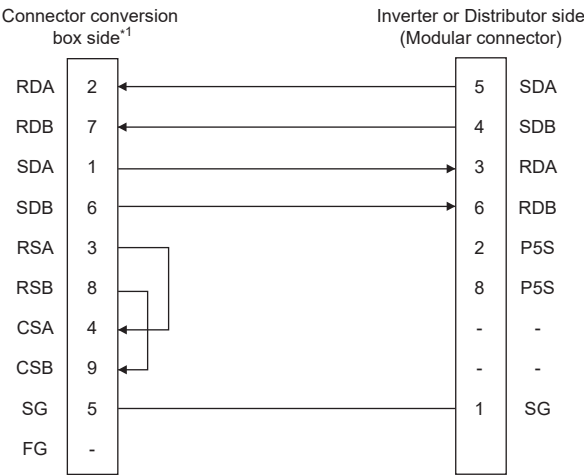 Connector conversion box side*1
Inverter or Distributor side (Modular connector)
RDA 2 5 SDA
RDB 7 4 SDB
SDA 1 3 RDA
SDB 6 6 RDB
RSA 3 2 P5S
RSB 8 8 P5S
CSA 4 - -
CSB 9 - -
SG 5 1 SG
FG -